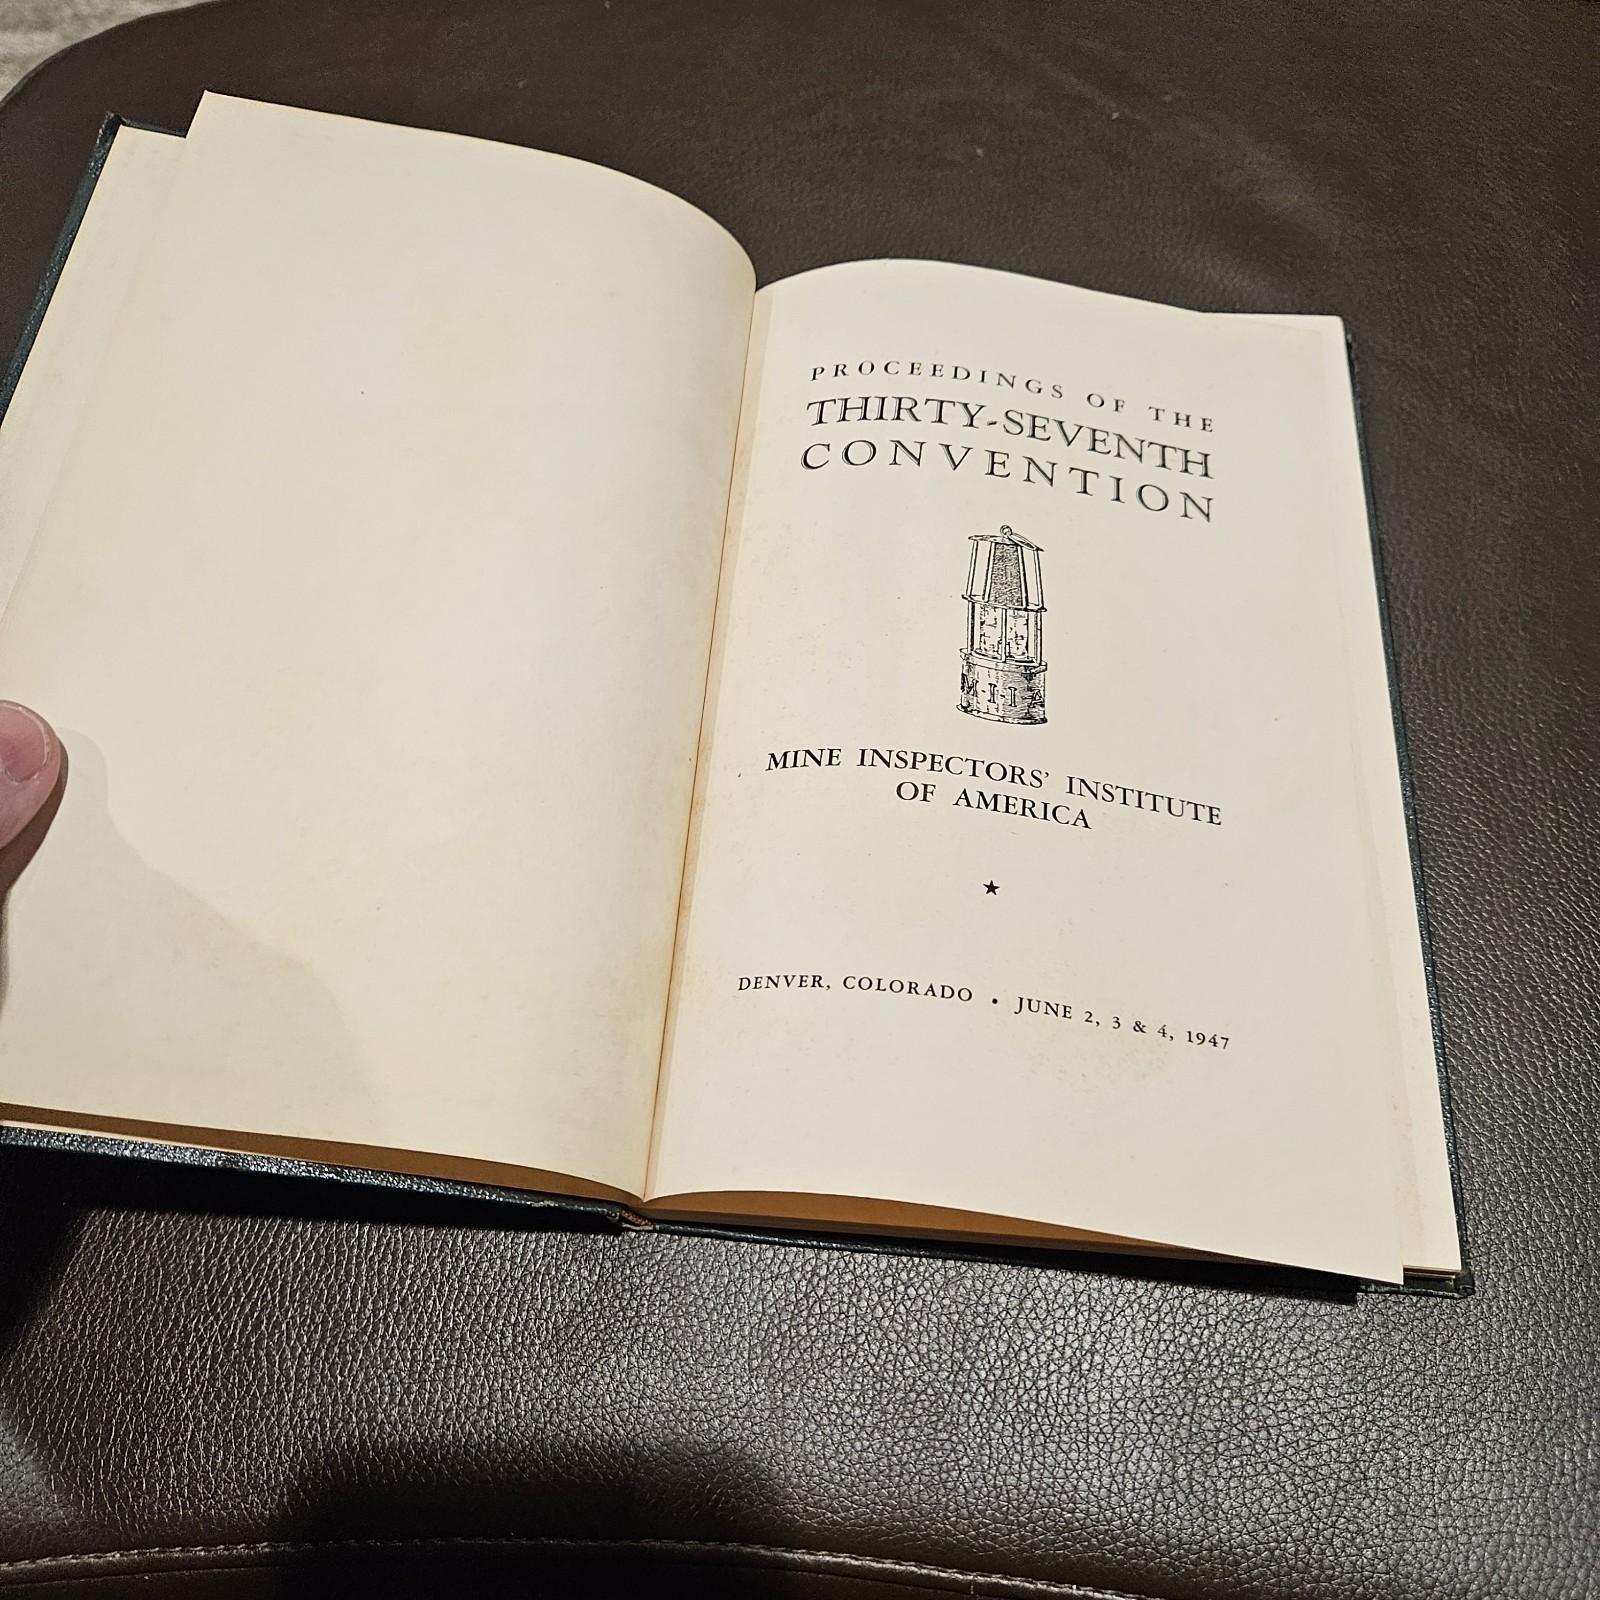 PROCEEDINGS OF THE
THIRTY-SEVENTH
CONVENTION
M·I·I·A
MINE INSPECTORS' INSTITUTE
OF AMERICA
★
DENVER, COLORADO • JUNE 2, 3 & 4, 1947